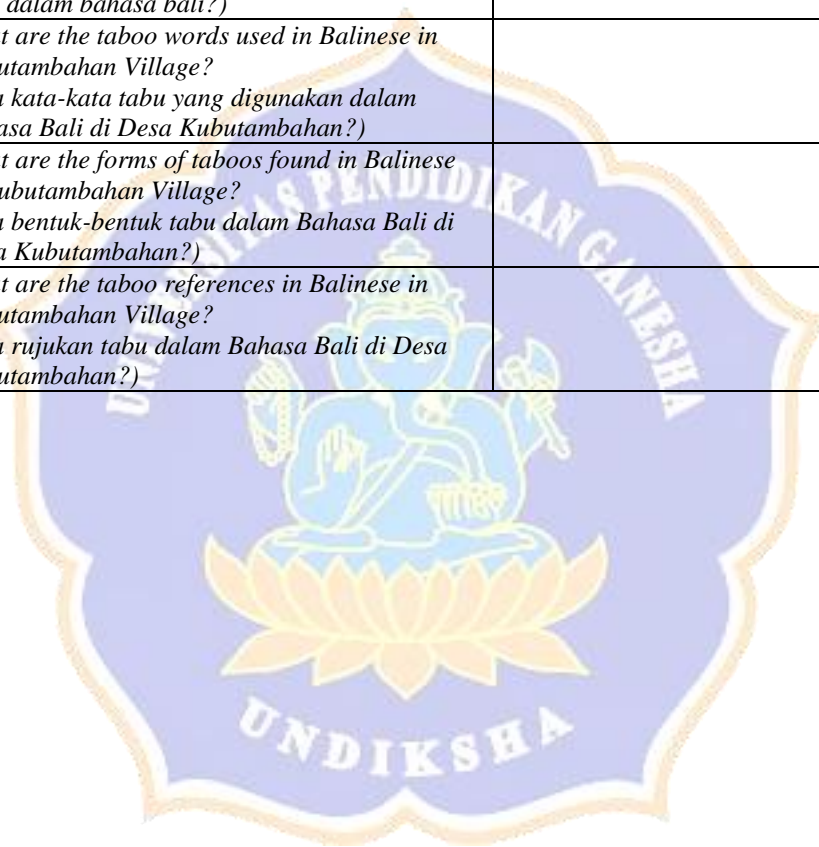 dalam bahasa bali?)
t are the taboo words used in Balinese in
utambahan Village?
a kata-kata tabu yang digunakan dalam
asa Bali di Desa Kubutambahan?)
t are the forms of taboos found in Balinese
ubutambahan Village?
a bentuk-bentuk tabu dalam Bahasa Bali di
a Kubutambahan?)
t are the taboo references in Balinese in
utambahan Village?
a rujukan tabu dalam Bahasa Bali di Desa
utambahan?)
UNIVERSITAS PENDIDIKAN GANESHA
UNDIKSHA